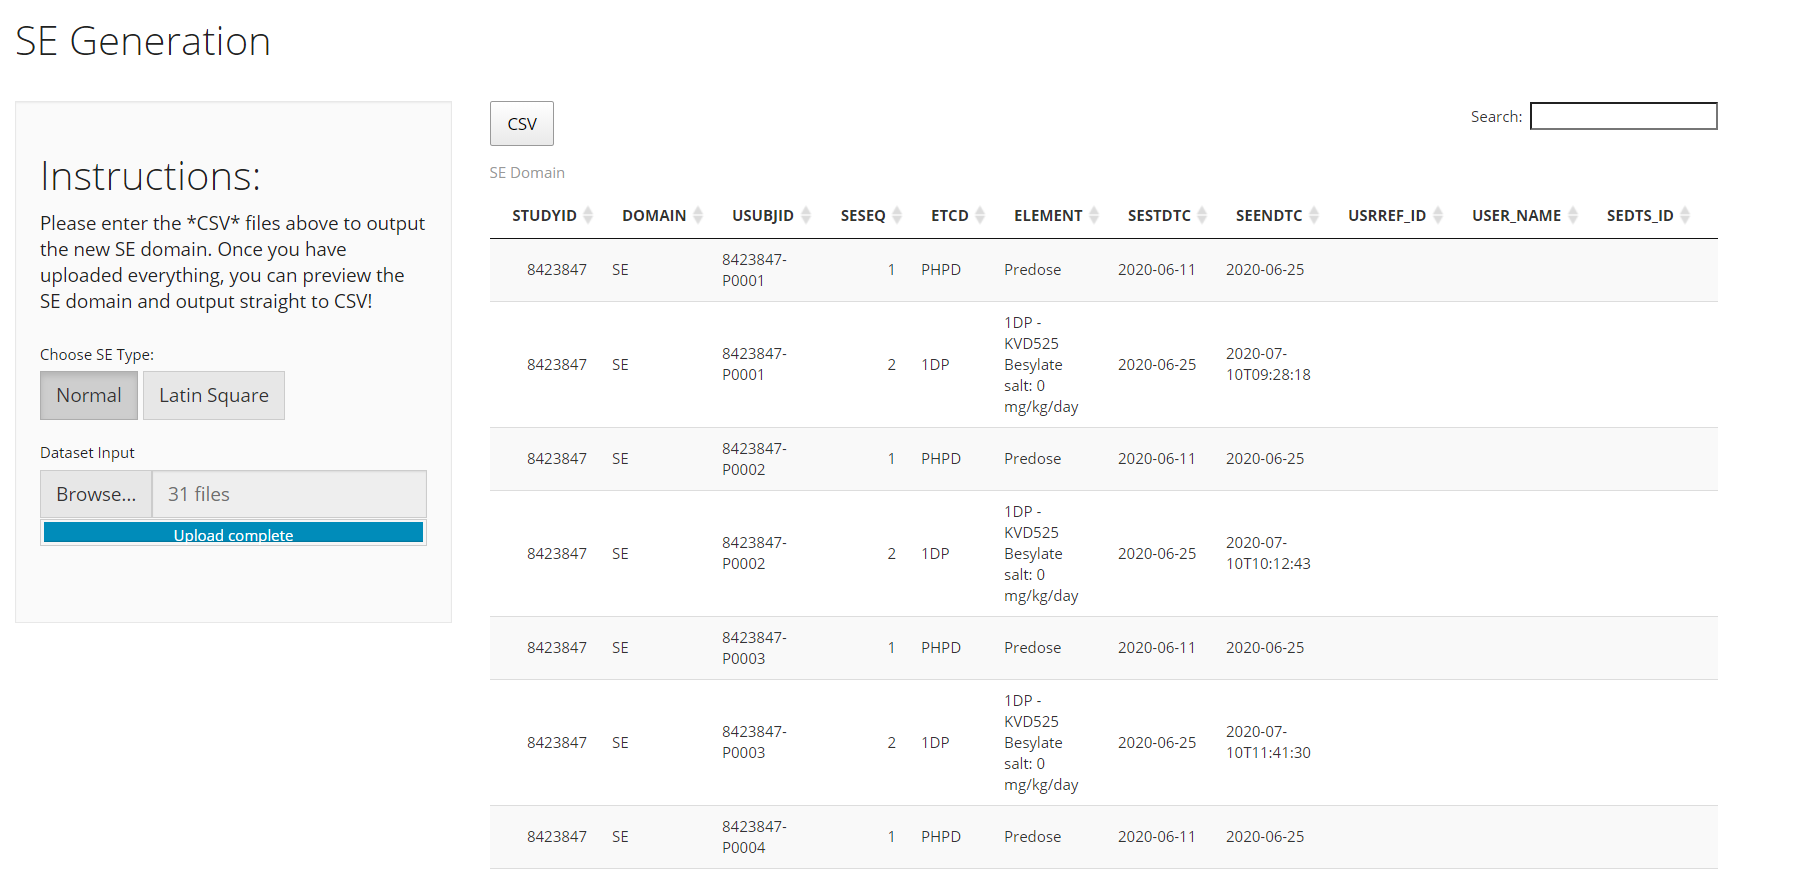 SE Generation
Instructions:
Please enter the *CSV* files above to output
the new SE domain. Once you have
uploaded everything, you can preview the
SE domain and output straight to CSV!
Choose SE Type:
Normal Latin Square
Dataset Input
Browse... 31 files
Upload complete
CSV
Search:
SE Domain
STUDYID DOMAIN USUBJID SESEQ ETCD ELEMENT SESTDTC SEENDTC USRREF_ID USER_NAME SEDTS_ID
8423847 SE 8423847-
P0001 1 PHPD Predose 2020-06-11 2020-06-25
8423847 SE 8423847-
P0001 2 1DP 1DP -
KVD525
Besylate
salt: 0
mg/kg/day 2020-06-25 2020-07-
10T09:28:18
8423847 SE 8423847-
P0002 1 PHPD Predose 2020-06-11 2020-06-25
8423847 SE 8423847-
P0002 2 1DP 1DP -
KVD525
Besylate
salt: 0
mg/kg/day 2020-06-25 2020-07-
10T10:12:43
8423847 SE 8423847-
P0003 1 PHPD Predose 2020-06-11 2020-06-25
8423847 SE 8423847-
P0003 2 1DP 1DP -
KVD525
Besylate
salt: 0
mg/kg/day 2020-06-25 2020-07-
10T11:41:30
8423847 SE 8423847-
P0004 1 PHPD Predose 2020-06-11 2020-06-25